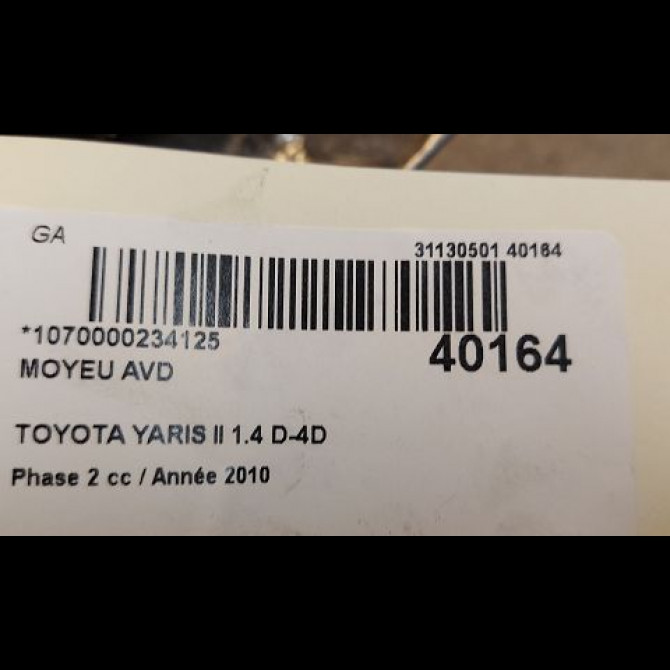 GA
31130501 40164
*1070000234125
40164
MOYEU AVD
TOYOTA YARIS II 1.4 D-4D
Phase 2 cc / Année 2010